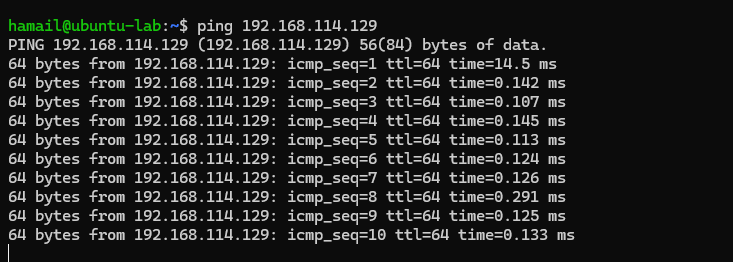 hamail@ubuntu-lab:~$ ping 192.168.114.129
PING 192.168.114.129 (192.168.114.129) 56(84) bytes of data.
64 bytes from 192.168.114.129: icmp_seq=1 ttl=64 time=14.5 ms
64 bytes from 192.168.114.129: icmp_seq=2 ttl=64 time=0.142 ms
64 bytes from 192.168.114.129: icmp_seq=3 ttl=64 time=0.107 ms
64 bytes from 192.168.114.129: icmp_seq=4 ttl=64 time=0.145 ms
64 bytes from 192.168.114.129: icmp_seq=5 ttl=64 time=0.113 ms
64 bytes from 192.168.114.129: icmp_seq=6 ttl=64 time=0.124 ms
64 bytes from 192.168.114.129: icmp_seq=7 ttl=64 time=0.126 ms
64 bytes from 192.168.114.129: icmp_seq=8 ttl=64 time=0.291 ms
64 bytes from 192.168.114.129: icmp_seq=9 ttl=64 time=0.125 ms
64 bytes from 192.168.114.129: icmp_seq=10 ttl=64 time=0.133 ms